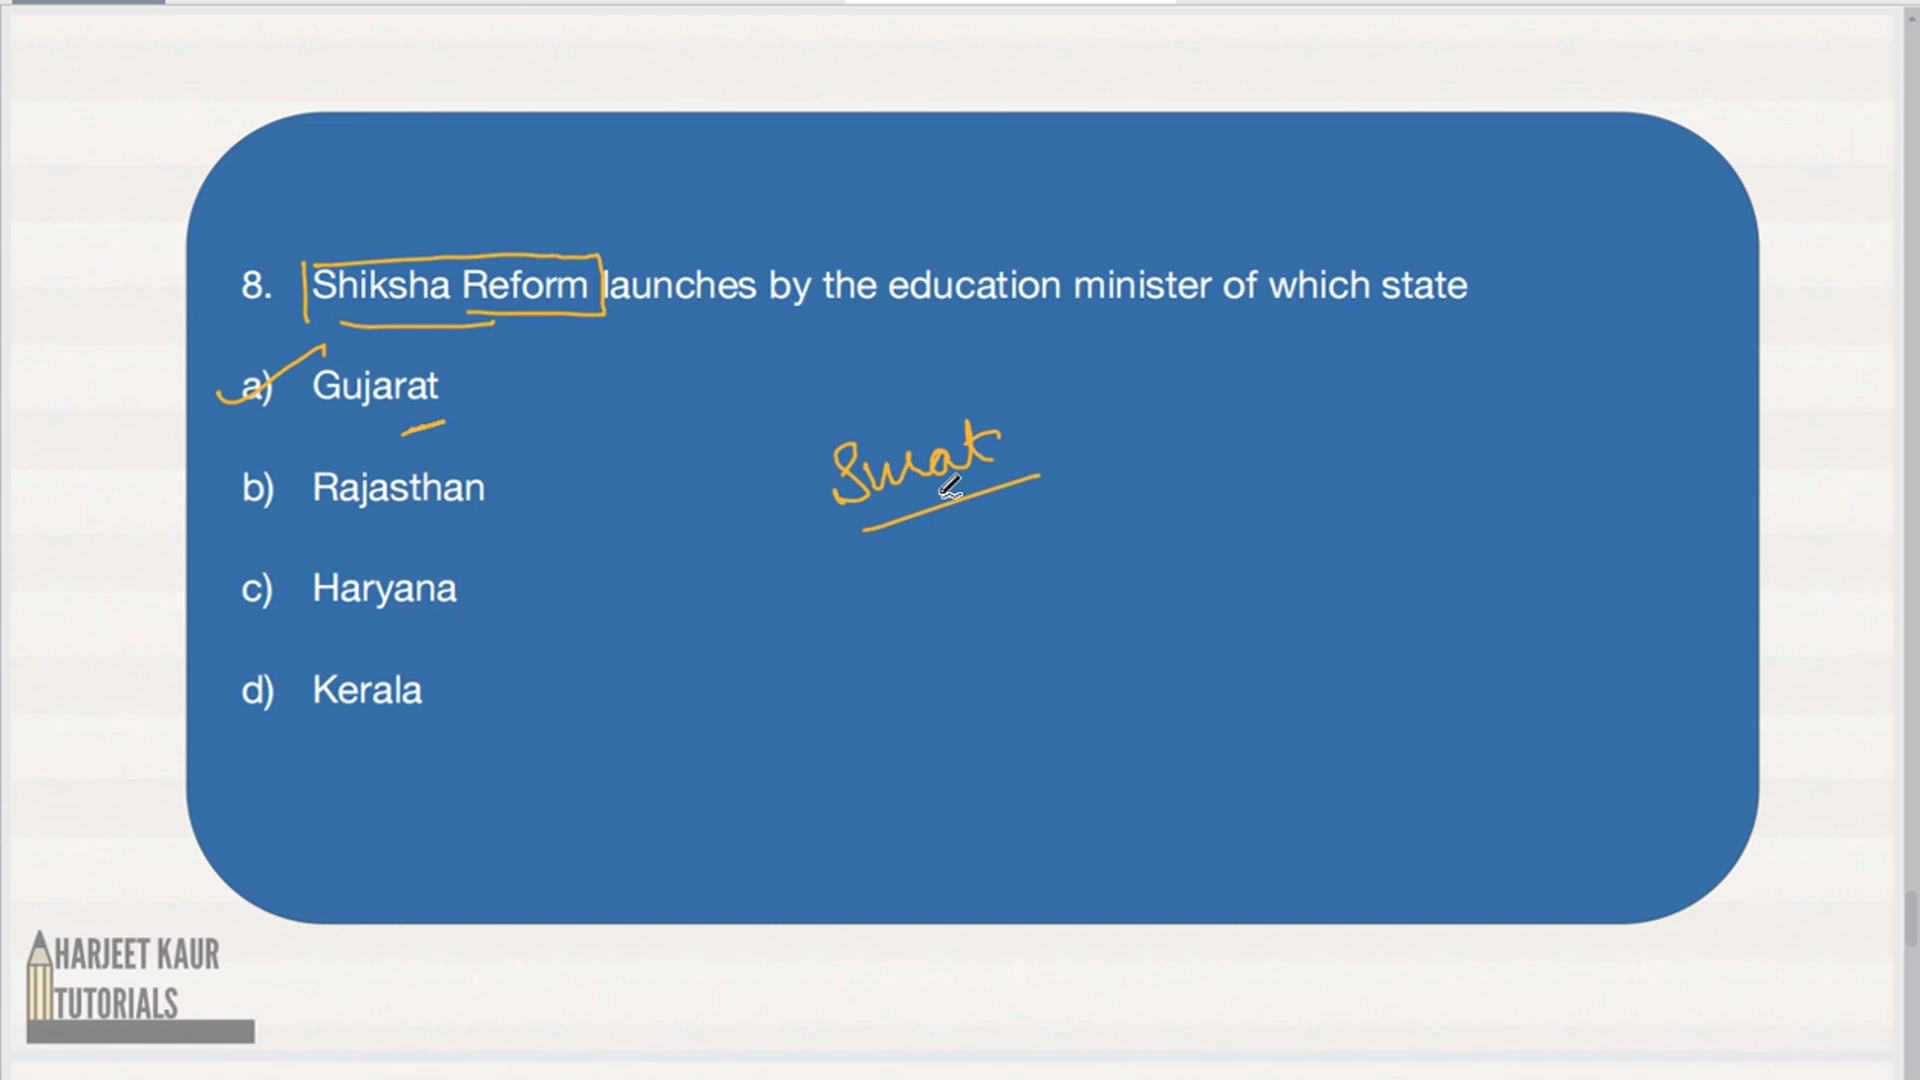 8. Shiksha Reform launches by the education minister of which state
a) Gujarat
Surat
b) Rajasthan
c) Haryana
d) Kerala
HARJEET KAUR
TUTORIALS